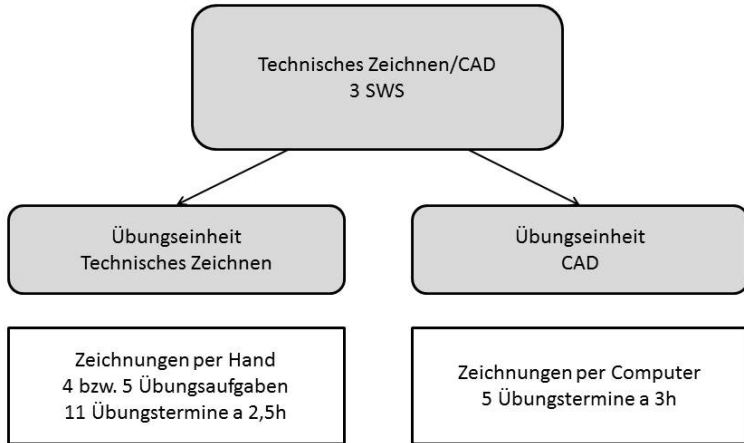 Technisches Zeichnen/CAD
3 SWS
Übungseinheit
Technisches Zeichnen
Übungseinheit
CAD
Zeichnungen per Hand
4 bzw. 5 Übungsaufgaben
11 Übungstermine a 2,5h
Zeichnungen per Computer
5 Übungstermine a 3h